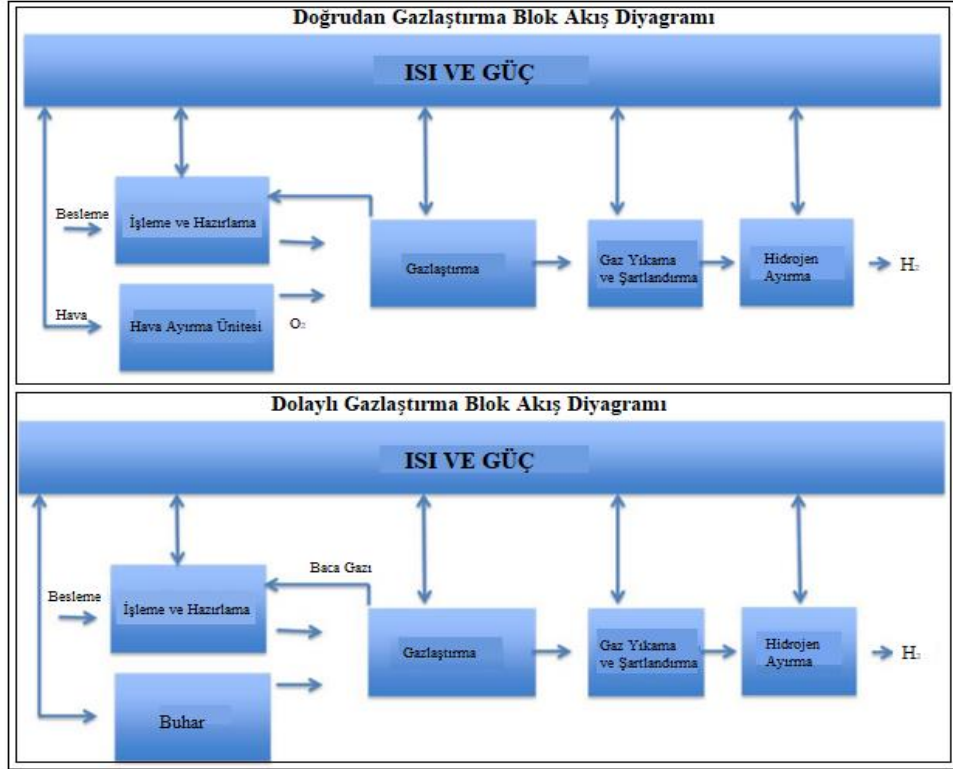 Doğrudan Gazlaştırma Blok Akış Diyagramı
ISI VE GÜÇ
Besleme
İşleme ve Hazırlama
Gazlaştırma
Gaz Yıkama
ve Şartlandırma
Hidrojen
Ayırma
H₂
Hava
Hava Ayırma Ünitesi
O₂
Dolaylı Gazlaştırma Blok Akış Diyagramı
ISI VE GÜÇ
Baca Gazı
Besleme
İşleme ve Hazırlama
Gazlaştırma
Gaz Yıkama
ve Şartlandırma
Hidrojen
Ayırma
H₂
Buhar